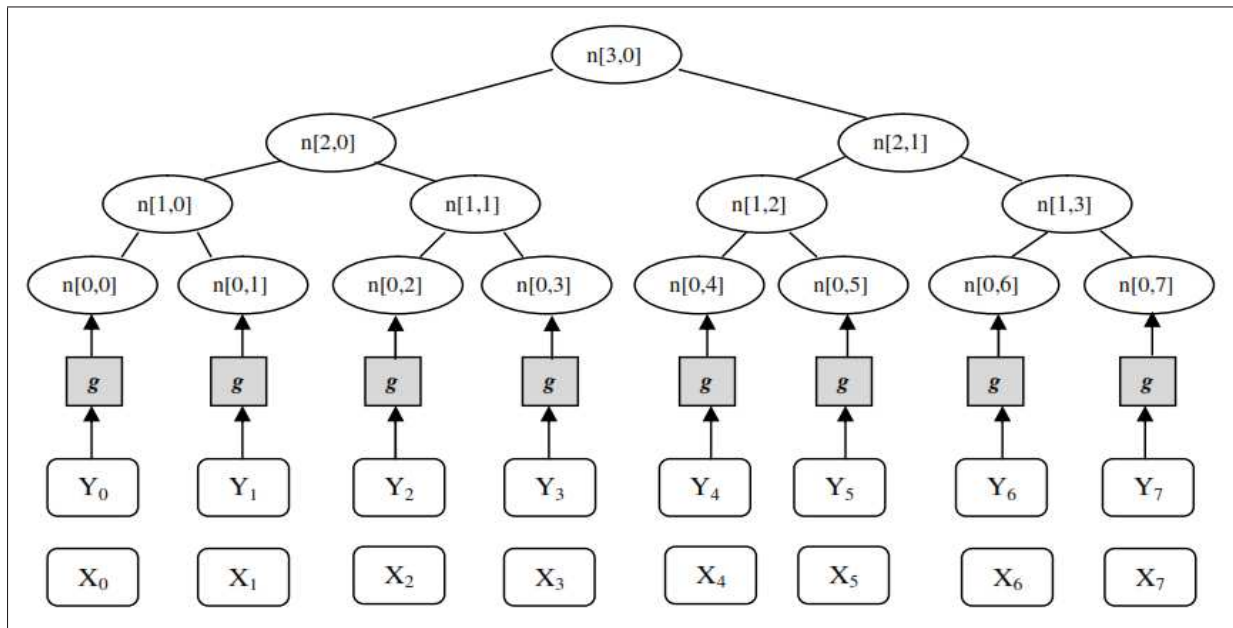 n[3,0]
n[2,0] n[2,1]
n[1,0] n[1,1] n[1,2] n[1,3]
n[0,0] n[0,1] n[0,2] n[0,3] n[0,4] n[0,5] n[0,6] n[0,7]
g g g g g g g g
Y₀ Y₁ Y₂ Y₃ Y₄ Y₅ Y₆ Y₇
X₀ X₁ X₂ X₃ X₄ X₅ X₆ X₇